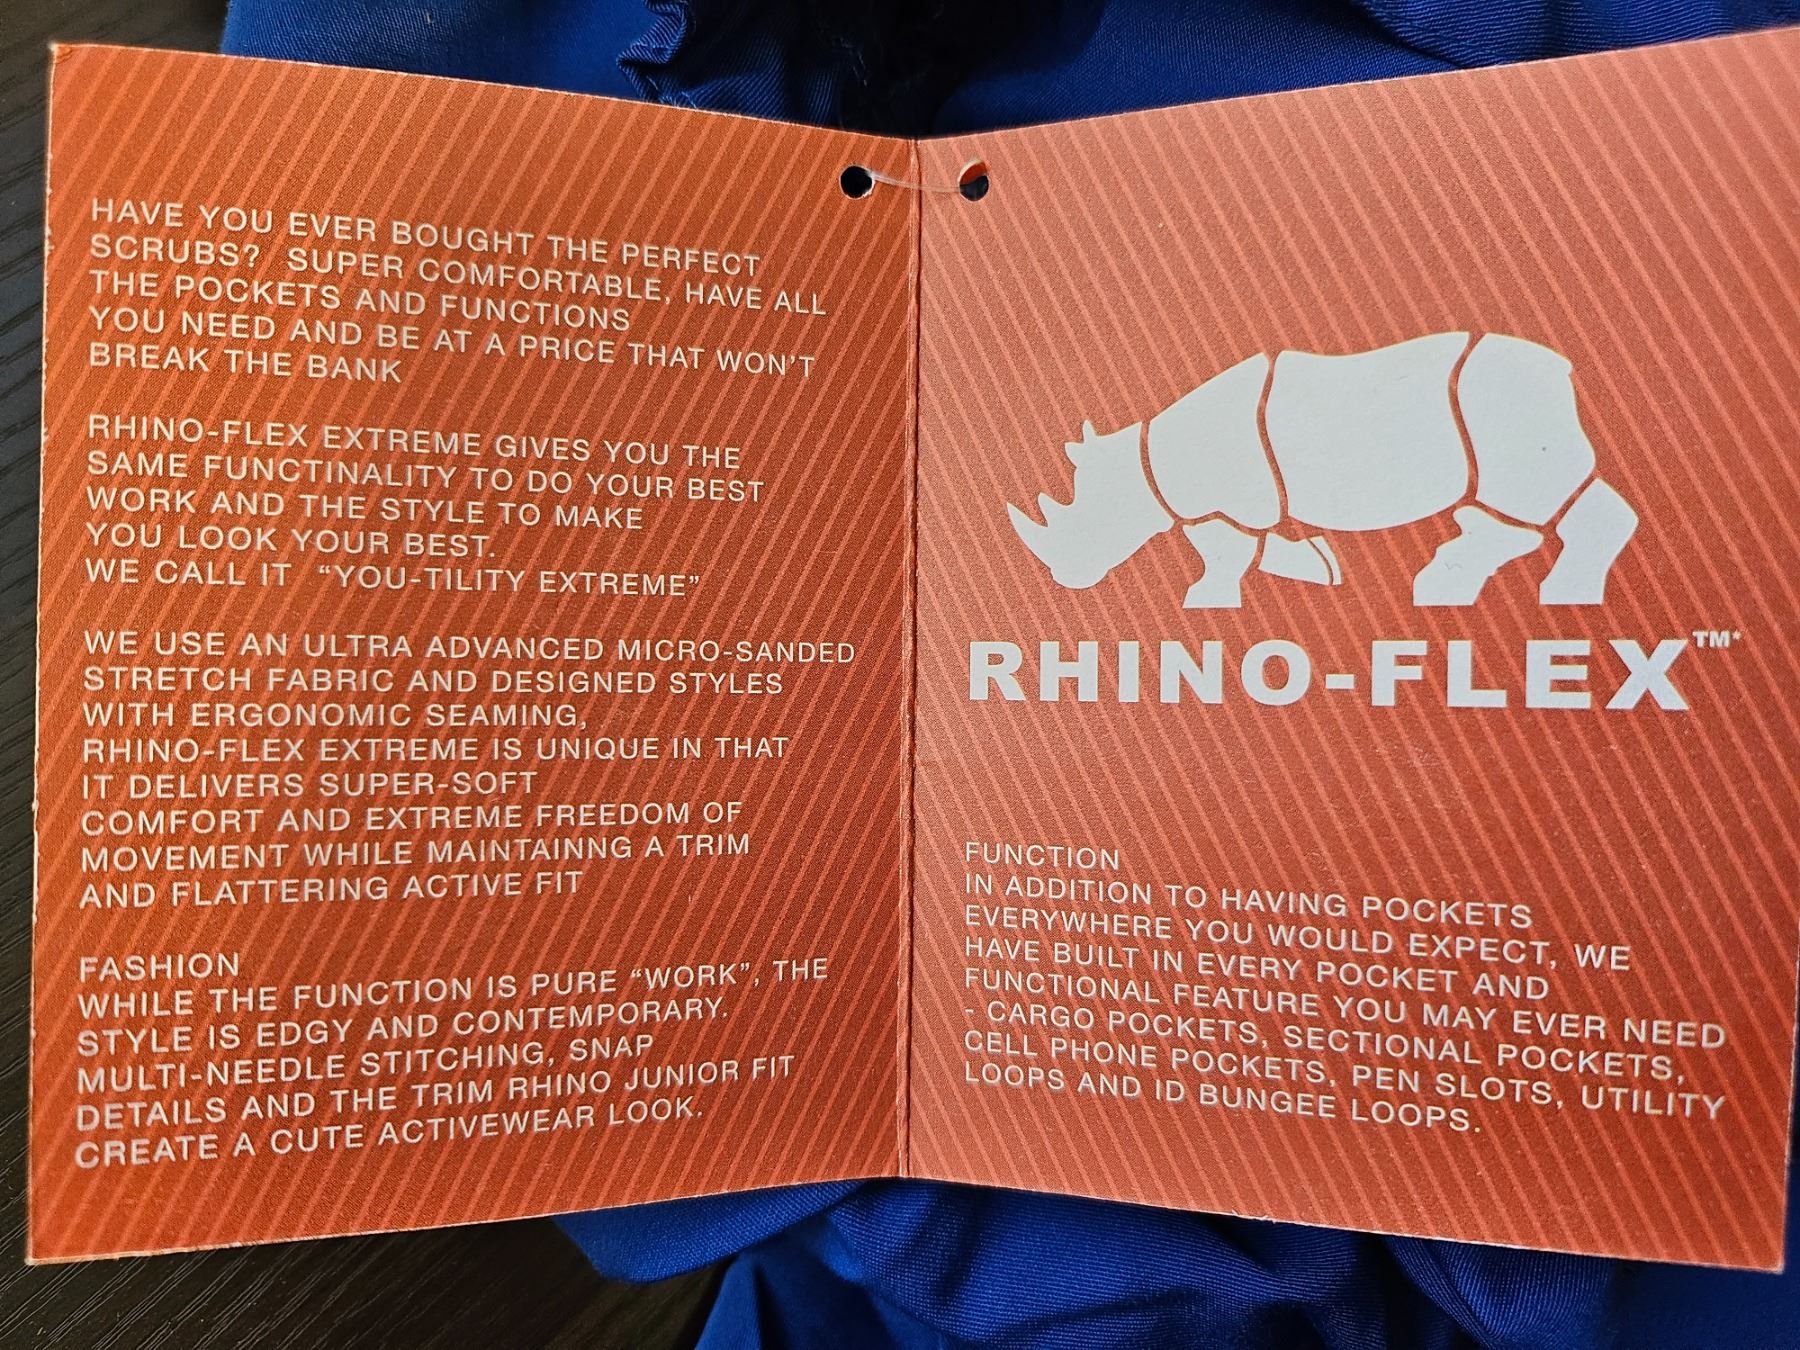 HAVE YOU EVER BOUGHT THE PERFECT
SCRUBS? SUPER COMFORTABLE, HAVE ALL
THE POCKETS AND FUNCTIONS
YOU NEED AND BE AT A PRICE THAT WON'T
BREAK THE BANK
RHINO-FLEX EXTREME GIVES YOU THE
SAME FUNCTINALITY TO DO YOUR BEST
WORK AND THE STYLE TO MAKE
YOU LOOK YOUR BEST.
WE CALL IT “YOU-TILITY EXTREME”
WE USE AN ULTRA ADVANCED MICRO-SANDED
STRETCH FABRIC AND DESIGNED STYLES
WITH ERGONOMIC SEAMING,
RHINO-FLEX EXTREME IS UNIQUE IN THAT
IT DELIVERS SUPER-SOFT
COMFORT AND EXTREME FREEDOM OF
MOVEMENT WHILE MAINTAINNG A TRIM
AND FLATTERING ACTIVE FIT
FASHION
WHILE THE FUNCTION IS PURE “WORK”, THE
STYLE IS EDGY AND CONTEMPORARY.
MULTI-NEEDLE STITCHING, SNAP
DETAILS AND THE TRIM RHINO JUNIOR FIT
CREATE A CUTE ACTIVEWEAR LOOK.
RHINO-FLEX™*
FUNCTION
IN ADDITION TO HAVING POCKETS
EVERYWHERE YOU WOULD EXPECT, WE
HAVE BUILT IN EVERY POCKET AND
FUNCTIONAL FEATURE YOU MAY EVER NEED
- CARGO POCKETS, SECTIONAL POCKETS,
CELL PHONE POCKETS, PEN SLOTS, UTILITY
LOOPS AND ID BUNGEE LOOPS.